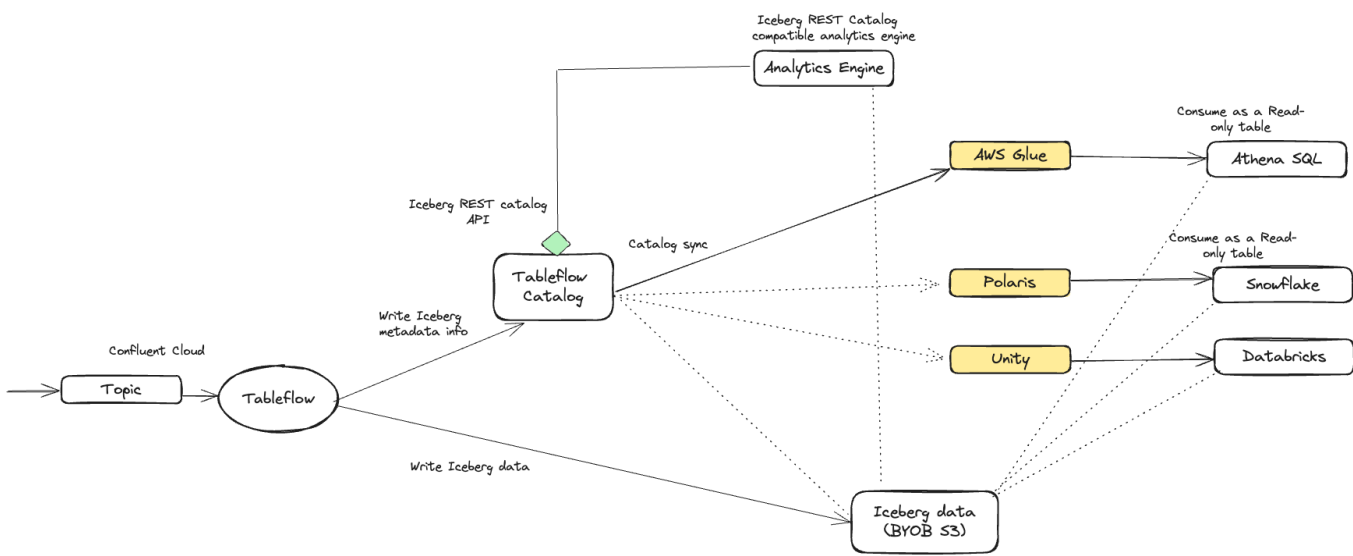 Iceberg REST Catalog
compatible analytics engine
Analytics Engine
Consume as a Read-
only table
AWS Glue
Athena SQL
Iceberg REST catalog
API
Catalog sync
Consume as a Read-
only table
Tableflow
Catalog
Polaris
Snowflake
Write Iceberg
metadata info
Confluent Cloud
Unity
Databricks
Topic
Tableflow
Write Iceberg data
Iceberg data
(BYOB S3)